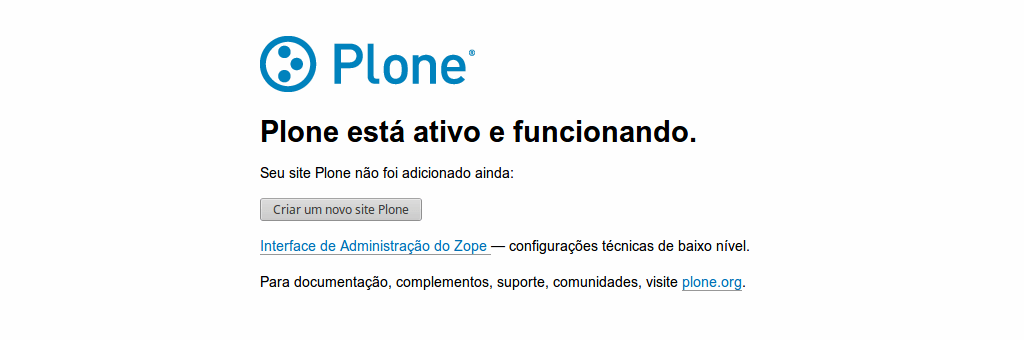 Plone®
Plone está ativo e funcionando.
Seu site Plone não foi adicionado ainda:
Criar um novo site Plone
Interface de Administração do Zope — configurações técnicas de baixo nível.
Para documentação, complementos, suporte, comunidades, visite plone.org.